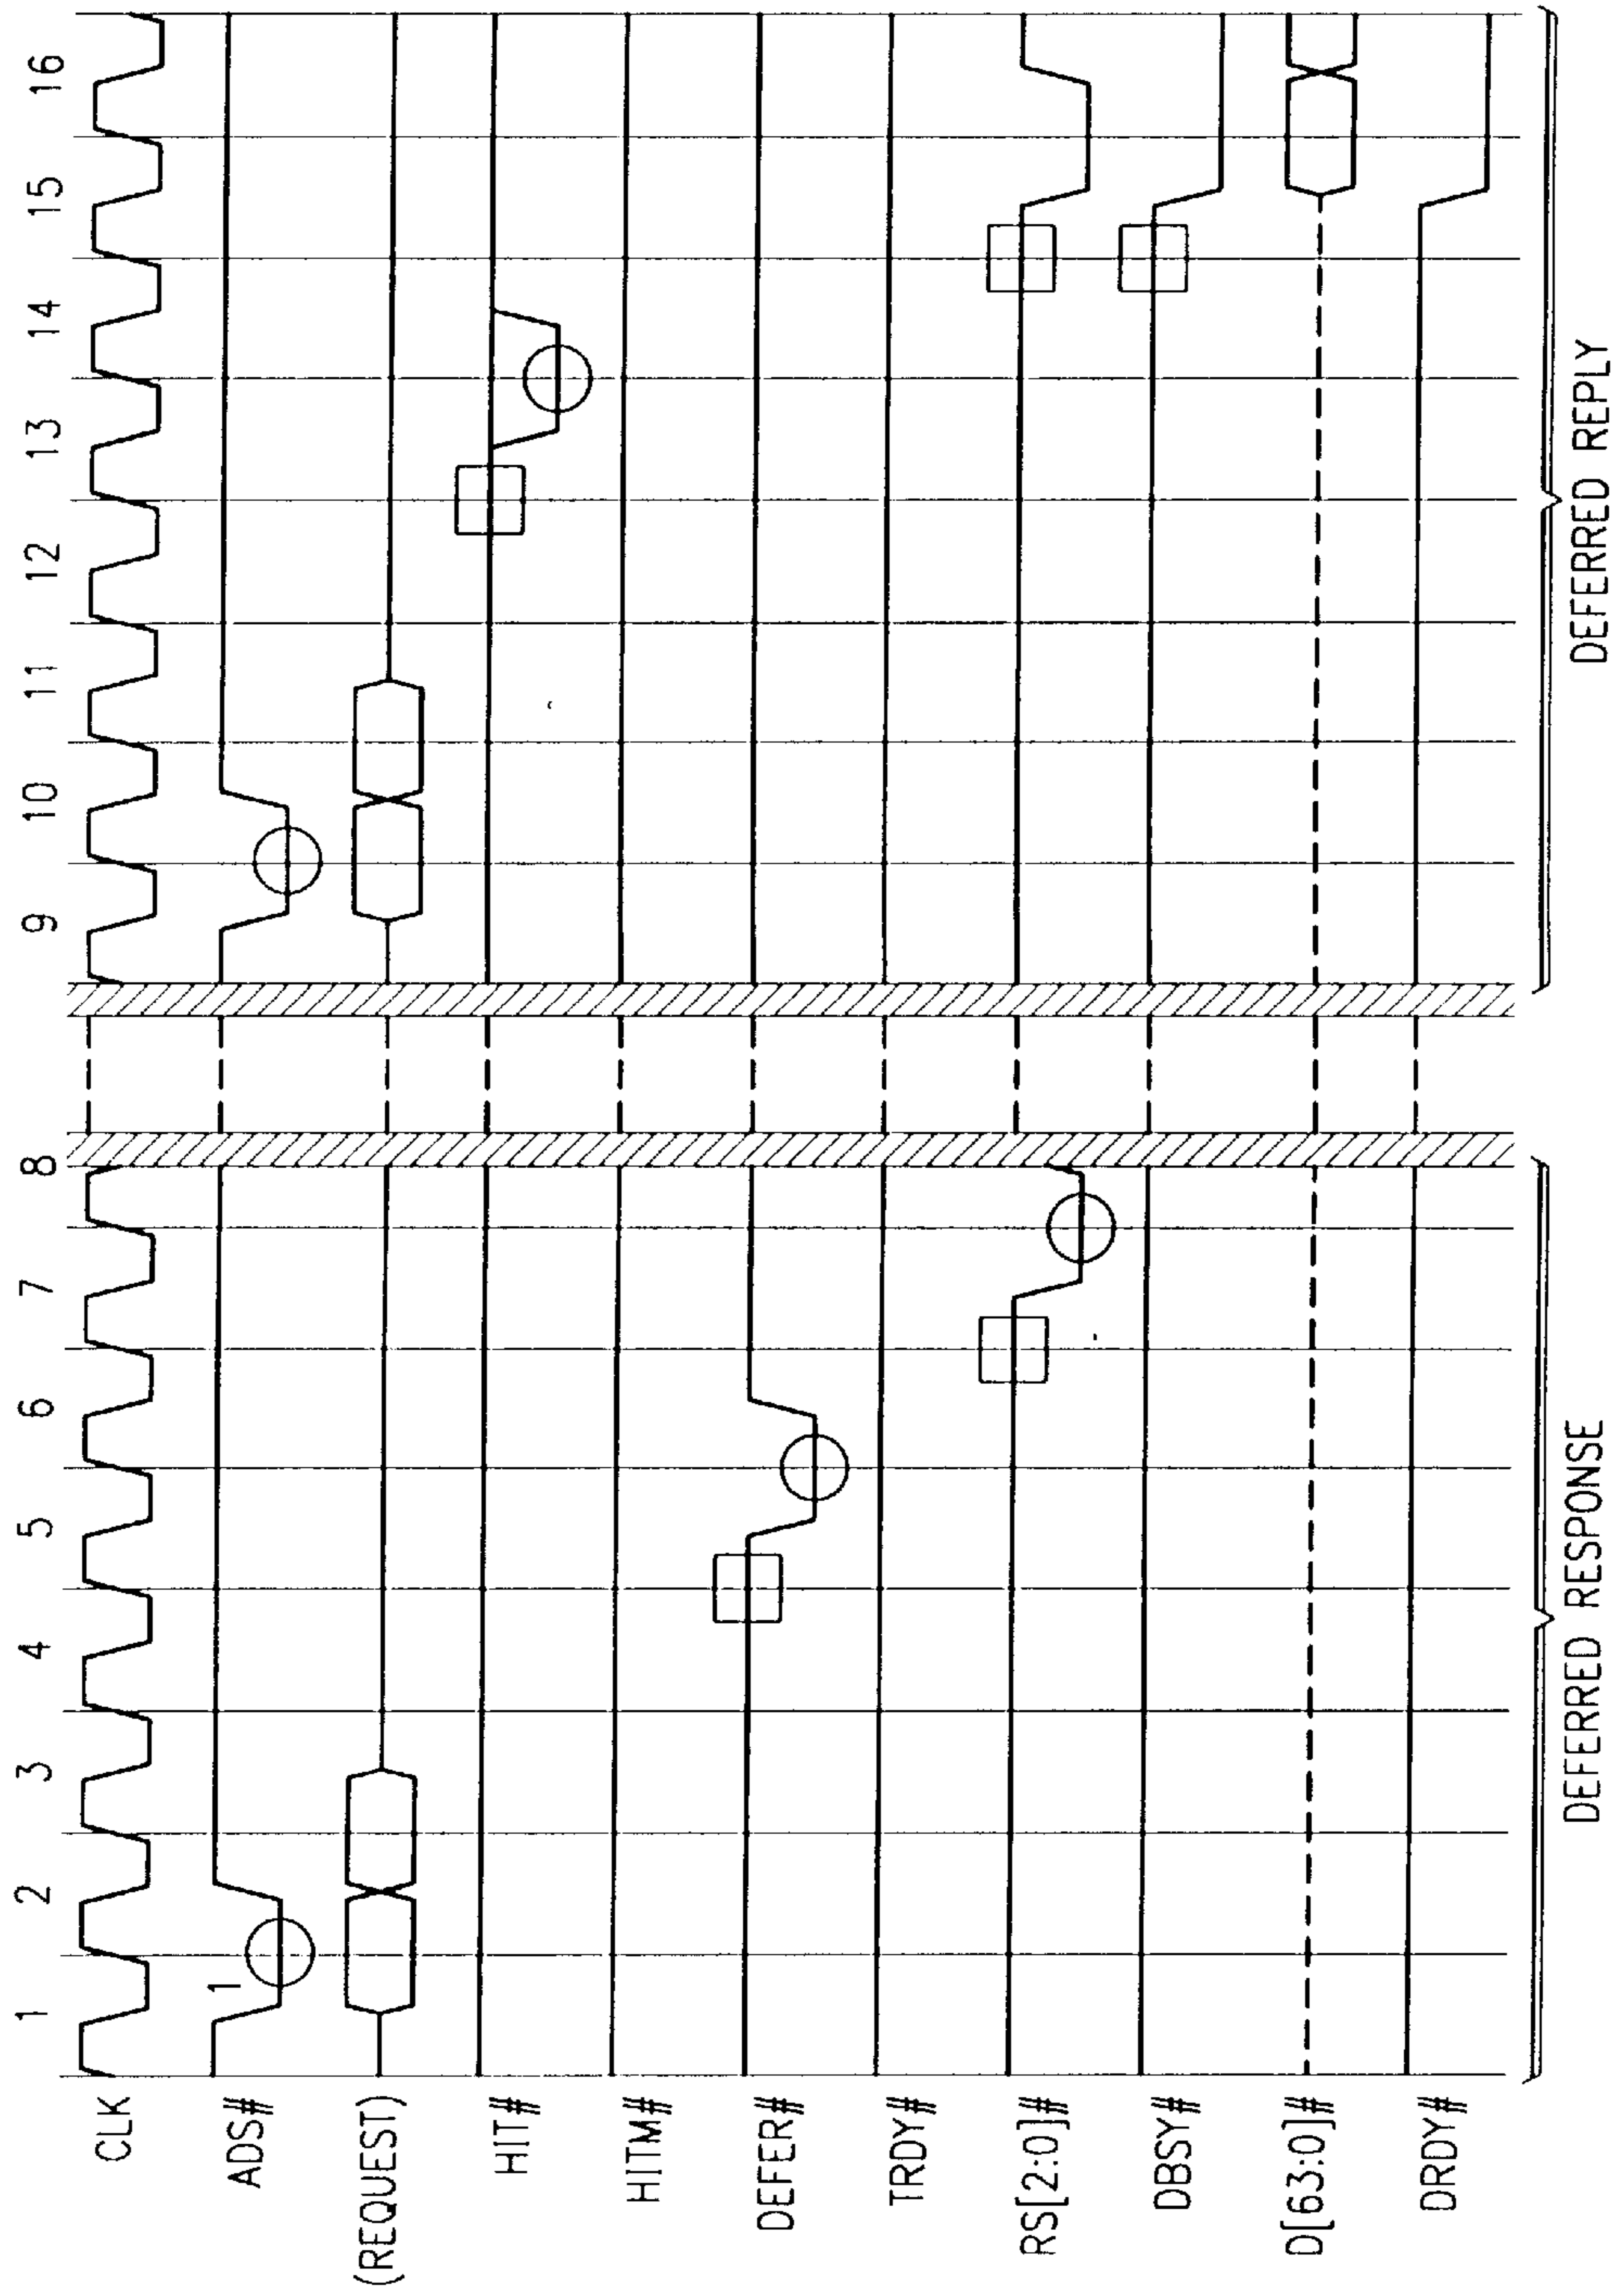 1 2 3 4 5 6 7 8 9 10 11 12 13 14 15 16
CLK
ADS#
1
(REQUEST)
HIT#
HITM#
DEFER#
TRDY#
RS[2:0]#
DBSY#
D[63:0]#
DRDY#
DEFERRED RESPONSE
DEFERRED REPLY